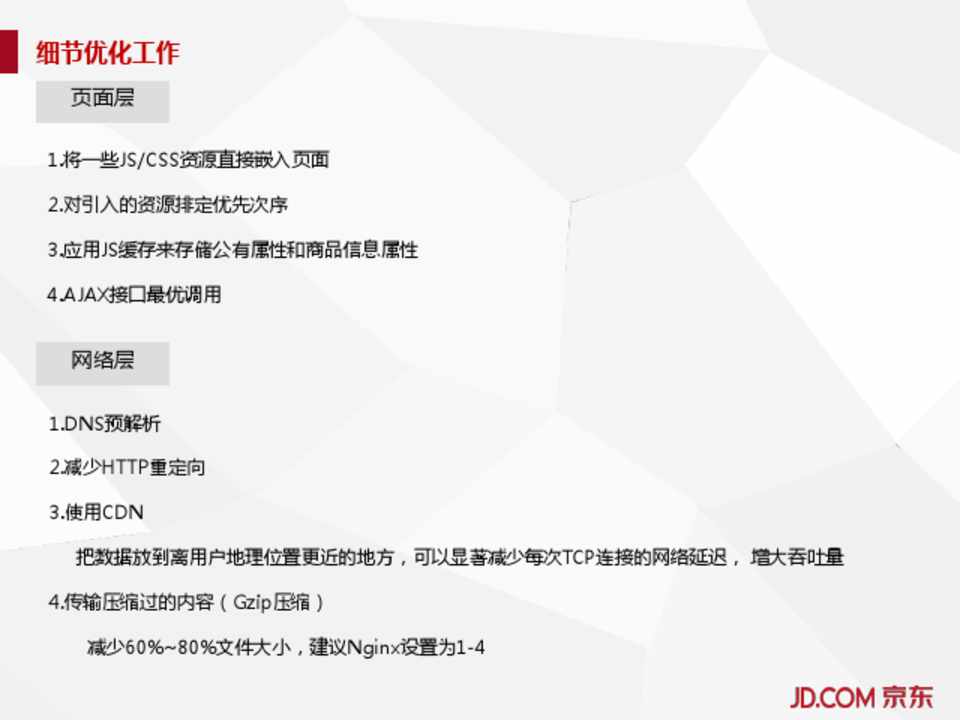 细节优化工作
页面层
1.将一些JS/CSS资源直接嵌入页面
2.对引入的资源排定优先次序
3.应用JS缓存来存储公有属性和商品信息属性
4.AJAX接口最优调用
网络层
1.DNS预解析
2.减少HTTP重定向
3.使用CDN
把数据放到离用户地理位置更近的地方，可以显著减少每次TCP连接的网络延迟， 增大吞吐量
4.传输压缩过的内容（Gzip压缩）
减少60%~80%文件大小，建议Nginx设置为1-4
JD.COM 京东